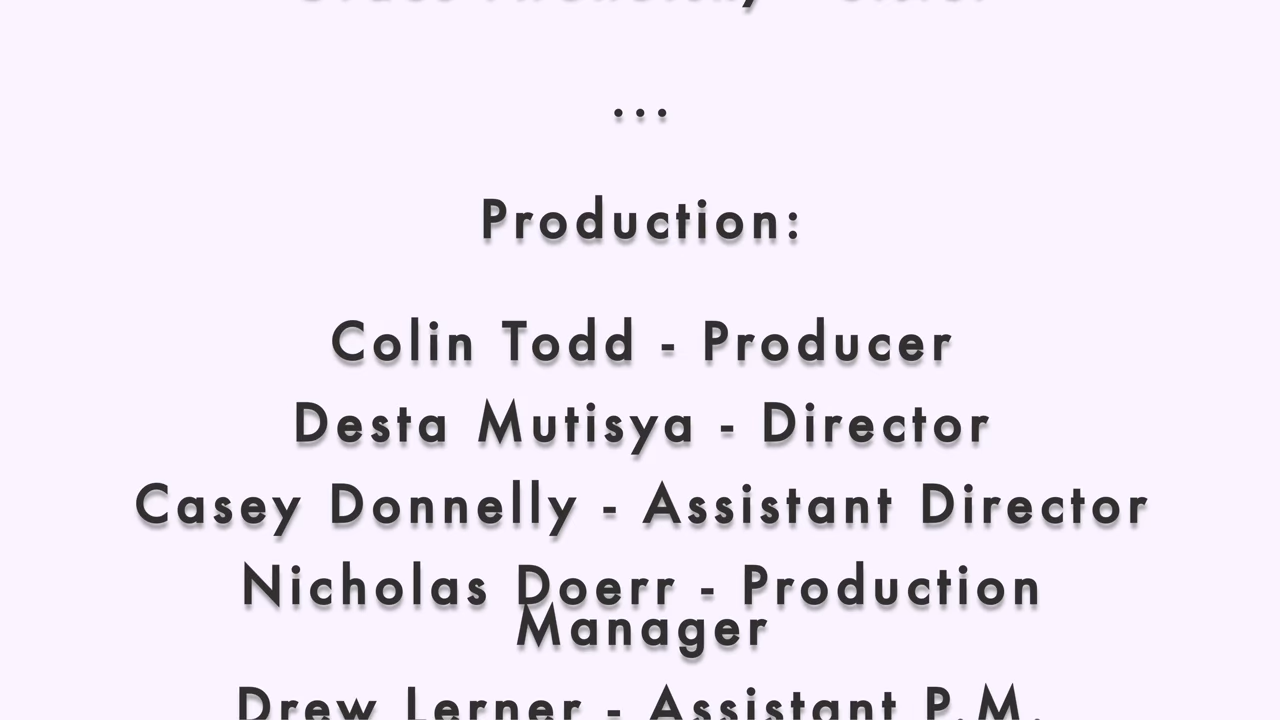 ...
Production:
Colin Todd - Producer
Desta Mutisya - Director
Casey Donnelly - Assistant Director
Nicholas Doerr - Production
Manager
Drew Lerner - Assistant P.M.